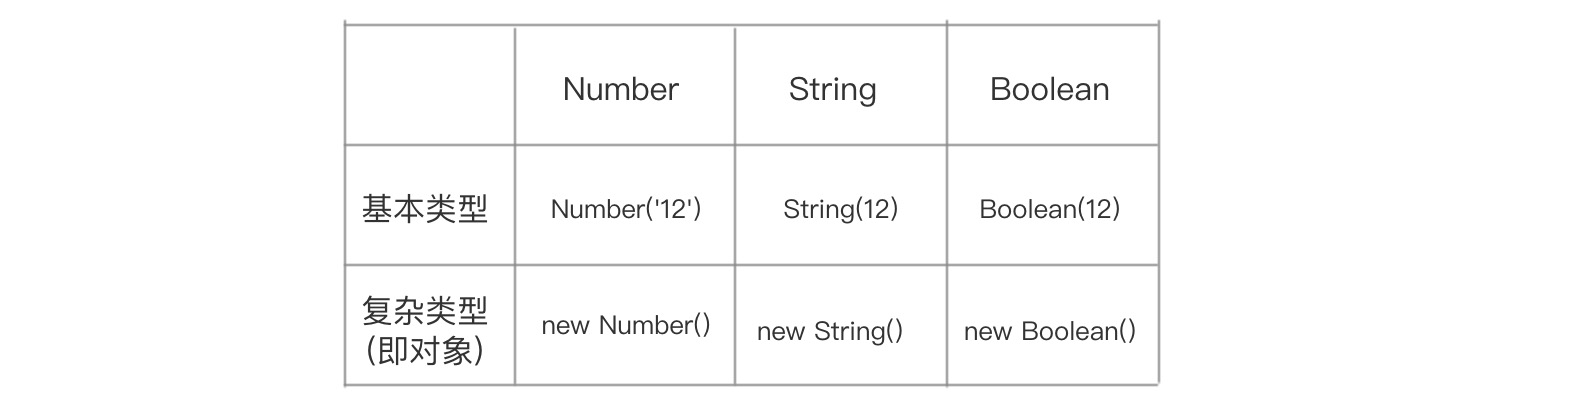 Number String Boolean
基本类型 Number('12') String(12) Boolean(12)
复杂类型
(即对象) new Number() new String() new Boolean()